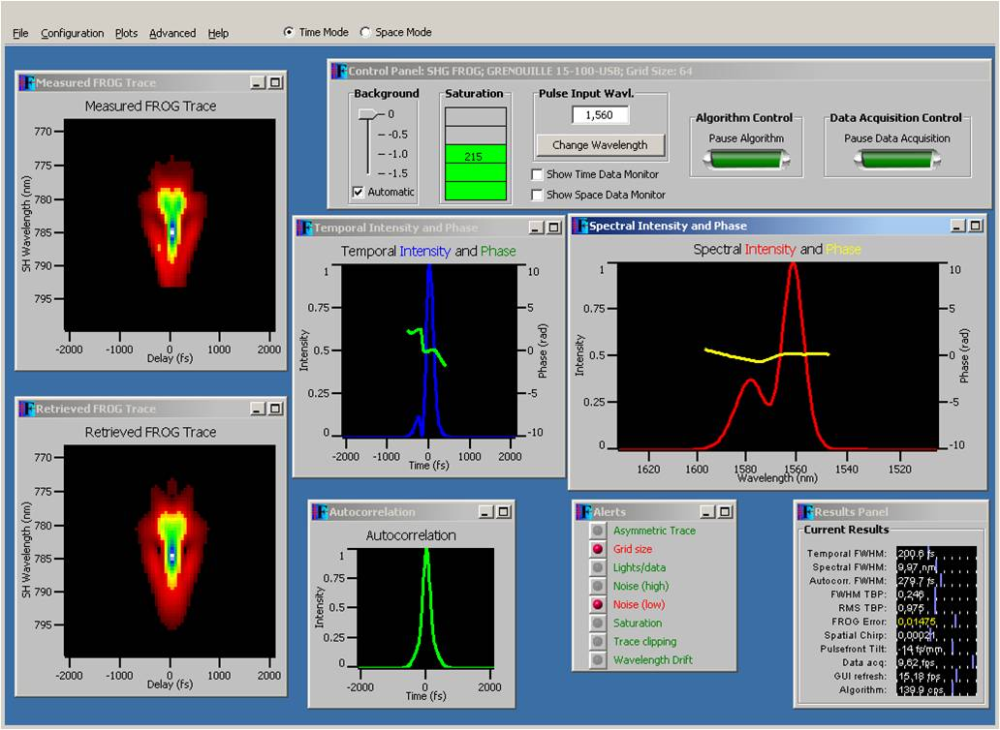 File Configuration Plots Advanced Help Time Mode Space Mode
Measured FROG Trace
Measured FROG Trace
SH Wavelength (nm)
770
775
780
785
790
795
-2000 -1000 0 1000 2000
Delay (fs)
Control Panel: SHG FROG; GRENOUILLE 15-100-USB; Grid Size: 64
Background
0
-0.5
-1.0
-1.5
Automatic
Saturation
215
Pulse Input Wavl.
1,560
Change Wavelength
Show Time Data Monitor
Show Space Data Monitor
Algorithm Control
Pause Algorithm
Data Acquisition Control
Pause Data Acquisition
Temporal Intensity and Phase
Temporal Intensity and Phase
Intensity
1
0.75
0.5
0.25
0
10
5
0
-5
-10
Phase (rad)
-2000 -1000 0 1000 2000
Time (fs)
Spectral Intensity and Phase
Spectral Intensity and Phase
Intensity
1
0.75
0.5
0.25
0
10
5
0
-5
-10
Phase (rad)
1620 1600 1580 1560 1540 1520
Wavelength (nm)
Retrieved FROG Trace
Retrieved FROG Trace
SH Wavelength (nm)
770
775
780
785
790
795
-2000 -1000 0 1000 2000
Delay (fs)
Autocorrelation
Autocorrelation
Intensity
1
0.75
0.5
0.25
0
-2000 0 2000
Time (fs)
Alerts
Asymmetric Trace
Grid size
Lights/data
Noise (high)
Noise (low)
Saturation
Trace clipping
Wavelength Drift
Results Panel
Current Results
Temporal FWHM: 200.6 fs
Spectral FWHM: 9.97 nm
Autocorr. FWHM: 279.7 fs
FWHM TBP: 0,246
RMS TBP: 0,975
FROG Error: 0,01475
Spatial Chirp: 0,00021
Pulsefront Tilt: -14 fs/mm
Data acq: 9,62 fps
GUI refresh: 15,18 fps
Algorithm: 139.9 cps